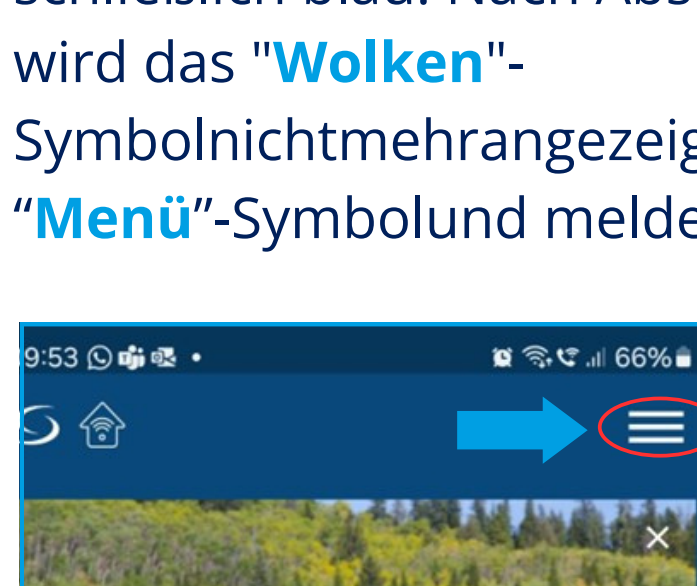 wird das "Wolken"-
Symbolnichtmehrangezeig
“Menü”-Symbolund melde
9:53 66%